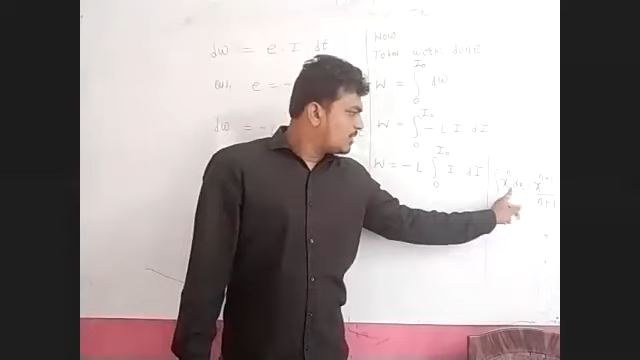 dw = e · I dt
but, e = -
dw = -
Now
Total work done
W = ∫₀^I₀ dw
W = ∫₀^I₀ - L I dI
W = - L ∫₀^I₀ I dI
∫xⁿ dx
xⁿ⁺¹
n+1